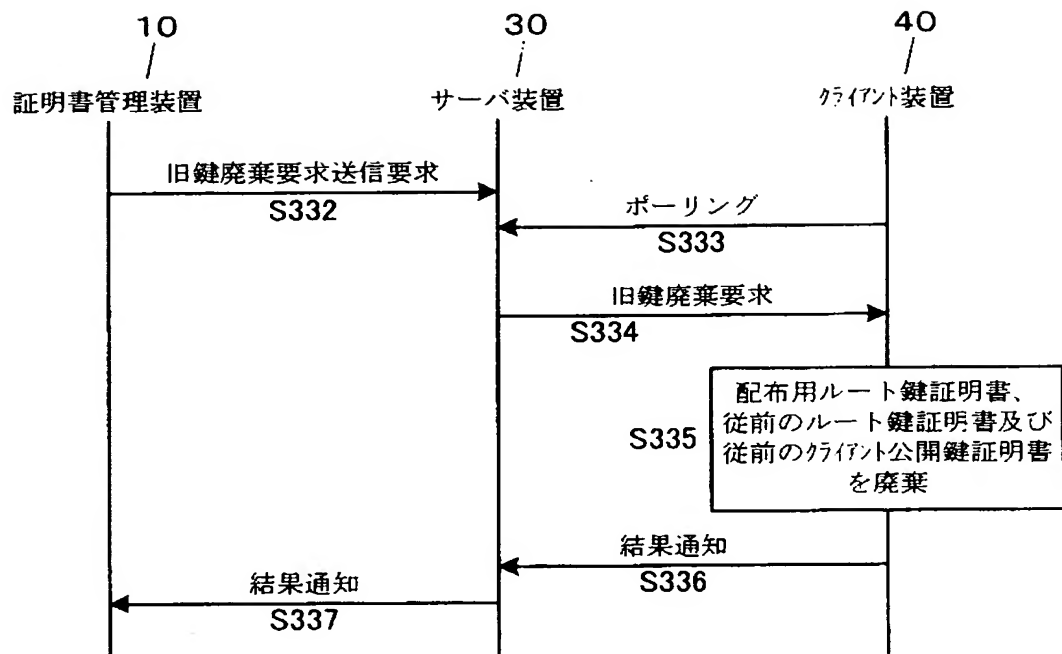 10
30
40
証明書管理装置
サーバ装置
クライアント装置
旧鍵廃棄要求送信要求
S332
ポーリング
S333
旧鍵廃棄要求
S334
S335
配布用ルート鍵証明書、
従前のルート鍵証明書及び
従前のクライアント公開鍵証明書
を廃棄
結果通知
S336
結果通知
S337